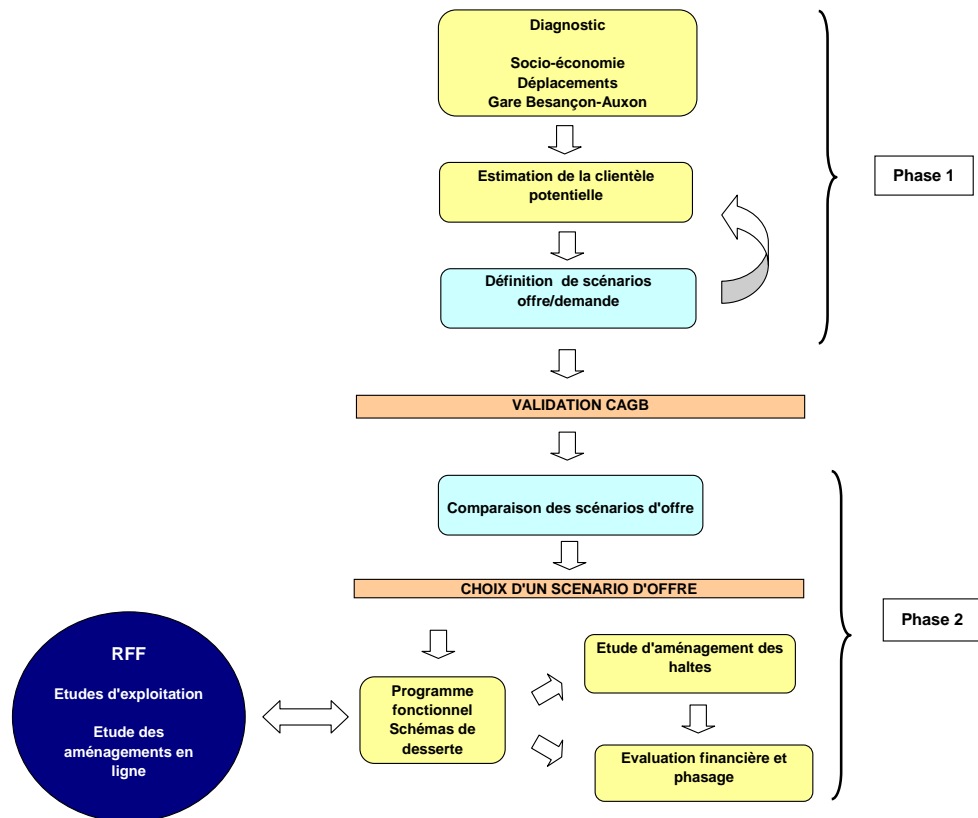 Diagnostic
Socio-économie
Déplacements
Gare Besançon-Auxon
Estimation de la clientèle
potentielle
Phase 1
Définition de scénarios
offre/demande
VALIDATION CAGB
Comparaison des scénarios d'offre
CHOIX D'UN SCENARIO D'OFFRE
Phase 2
RFF
Etudes d'exploitation
Etude des
aménagements en
ligne
Programme
fonctionnel
Schémas de
desserte
Etude d'aménagement des
haltes
Evaluation financière et
phasage